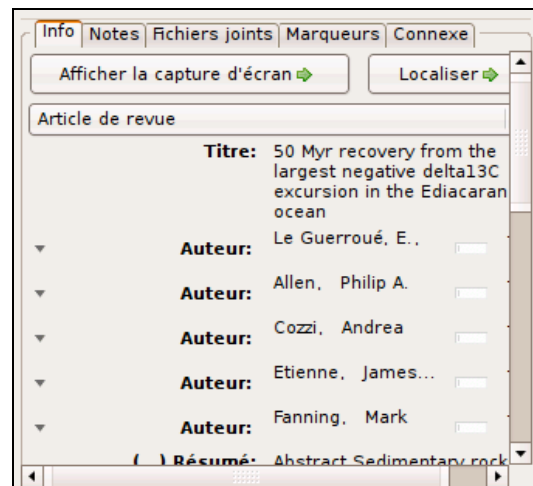 Info Notes Fichiers joints Marqueurs Connexe
Afficher la capture d'écran Localiser
Article de revue
Titre: 50 Myr recovery from the
largest negative delta13C
excursion in the Ediacaran
ocean
Auteur: Le Guerroué, E.,
Auteur: Allen, Philip A.
Auteur: Cozzi, Andrea
Auteur: Etienne, James...
Auteur: Fanning, Mark
(...) Résumé: Abstract Sedimentary rock